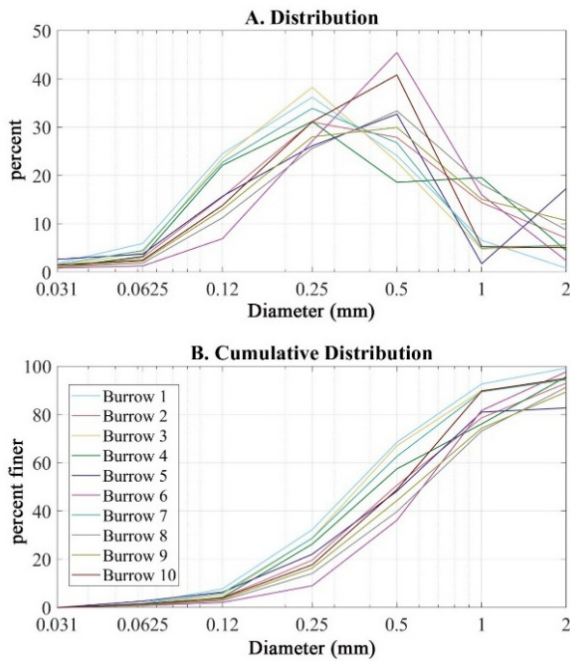 A. Distribution
50
40
30
20
10
0
percent
0.031 0.0625 0.12 0.25 0.5 1 2
Diameter (mm)
B. Cumulative Distribution
100
80
60
40
20
0
percent finer
Burrow 1
Burrow 2
Burrow 3
Burrow 4
Burrow 5
Burrow 6
Burrow 7
Burrow 8
Burrow 9
Burrow 10
0.031 0.0625 0.12 0.25 0.5 1 2
Diameter (mm)